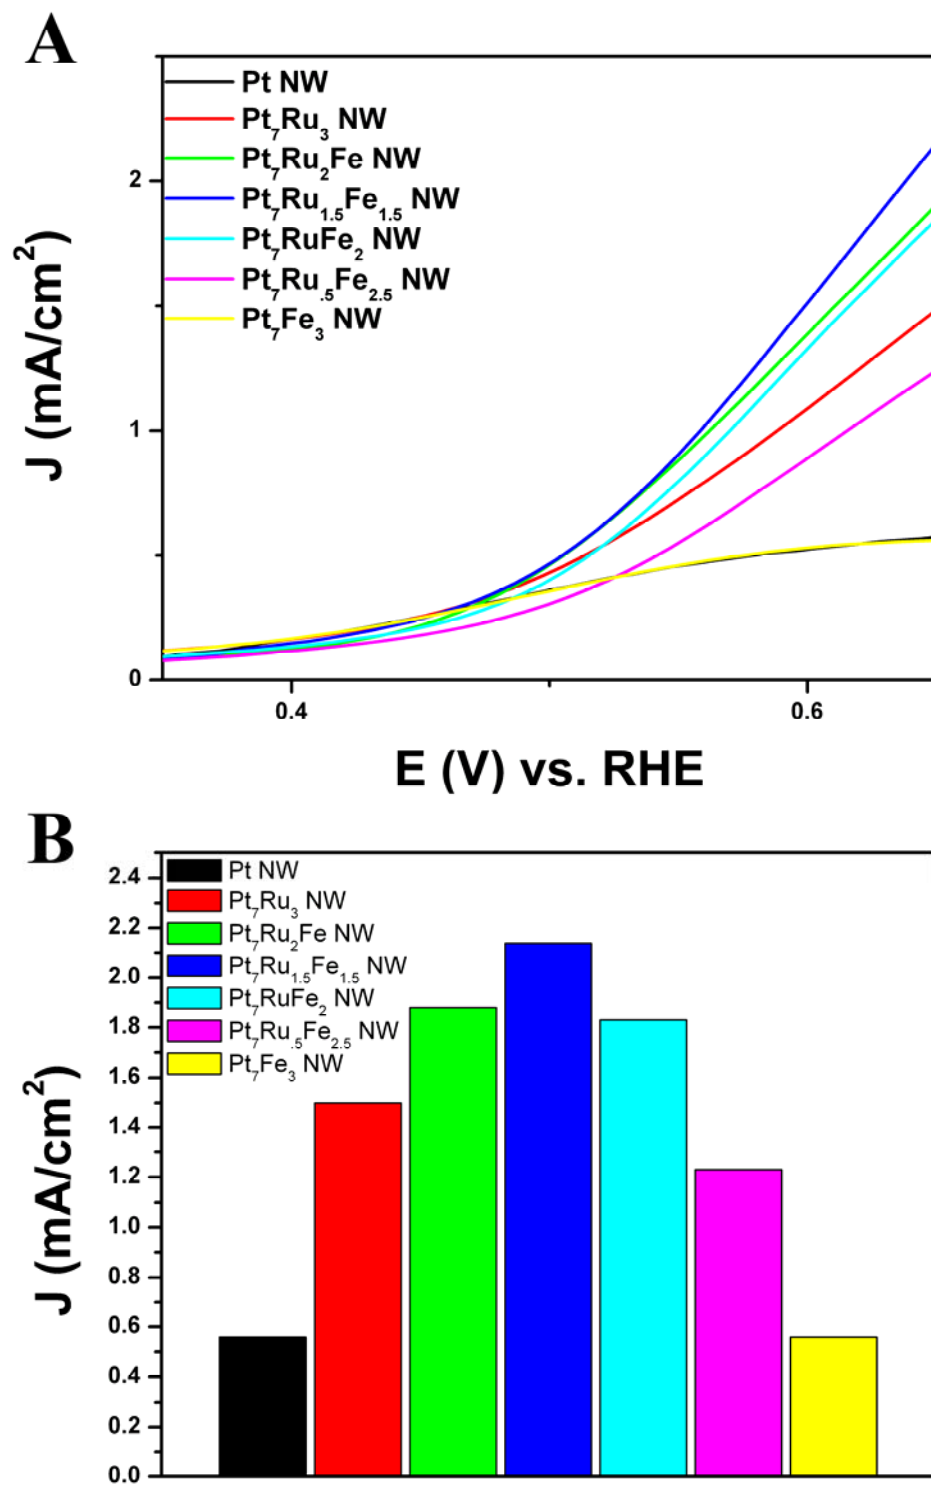 A
Pt NW
Pt₇Ru₃ NW
Pt₇Ru₂Fe NW
Pt₇Ru₁.₅Fe₁.₅ NW
Pt₇RuFe₂ NW
Pt₇Ru.₅Fe₂.₅ NW
Pt₇Fe₃ NW
J (mA/cm²)
2
1
0
0.4
0.6
E (V) vs. RHE
B
Pt NW
Pt₇Ru₃ NW
Pt₇Ru₂Fe NW
Pt₇Ru₁.₅Fe₁.₅ NW
Pt₇RuFe₂ NW
Pt₇Ru.₅Fe₂.₅ NW
Pt₇Fe₃ NW
J (mA/cm²)
2.4
2.2
2.0
1.8
1.6
1.4
1.2
1.0
0.8
0.6
0.4
0.2
0.0